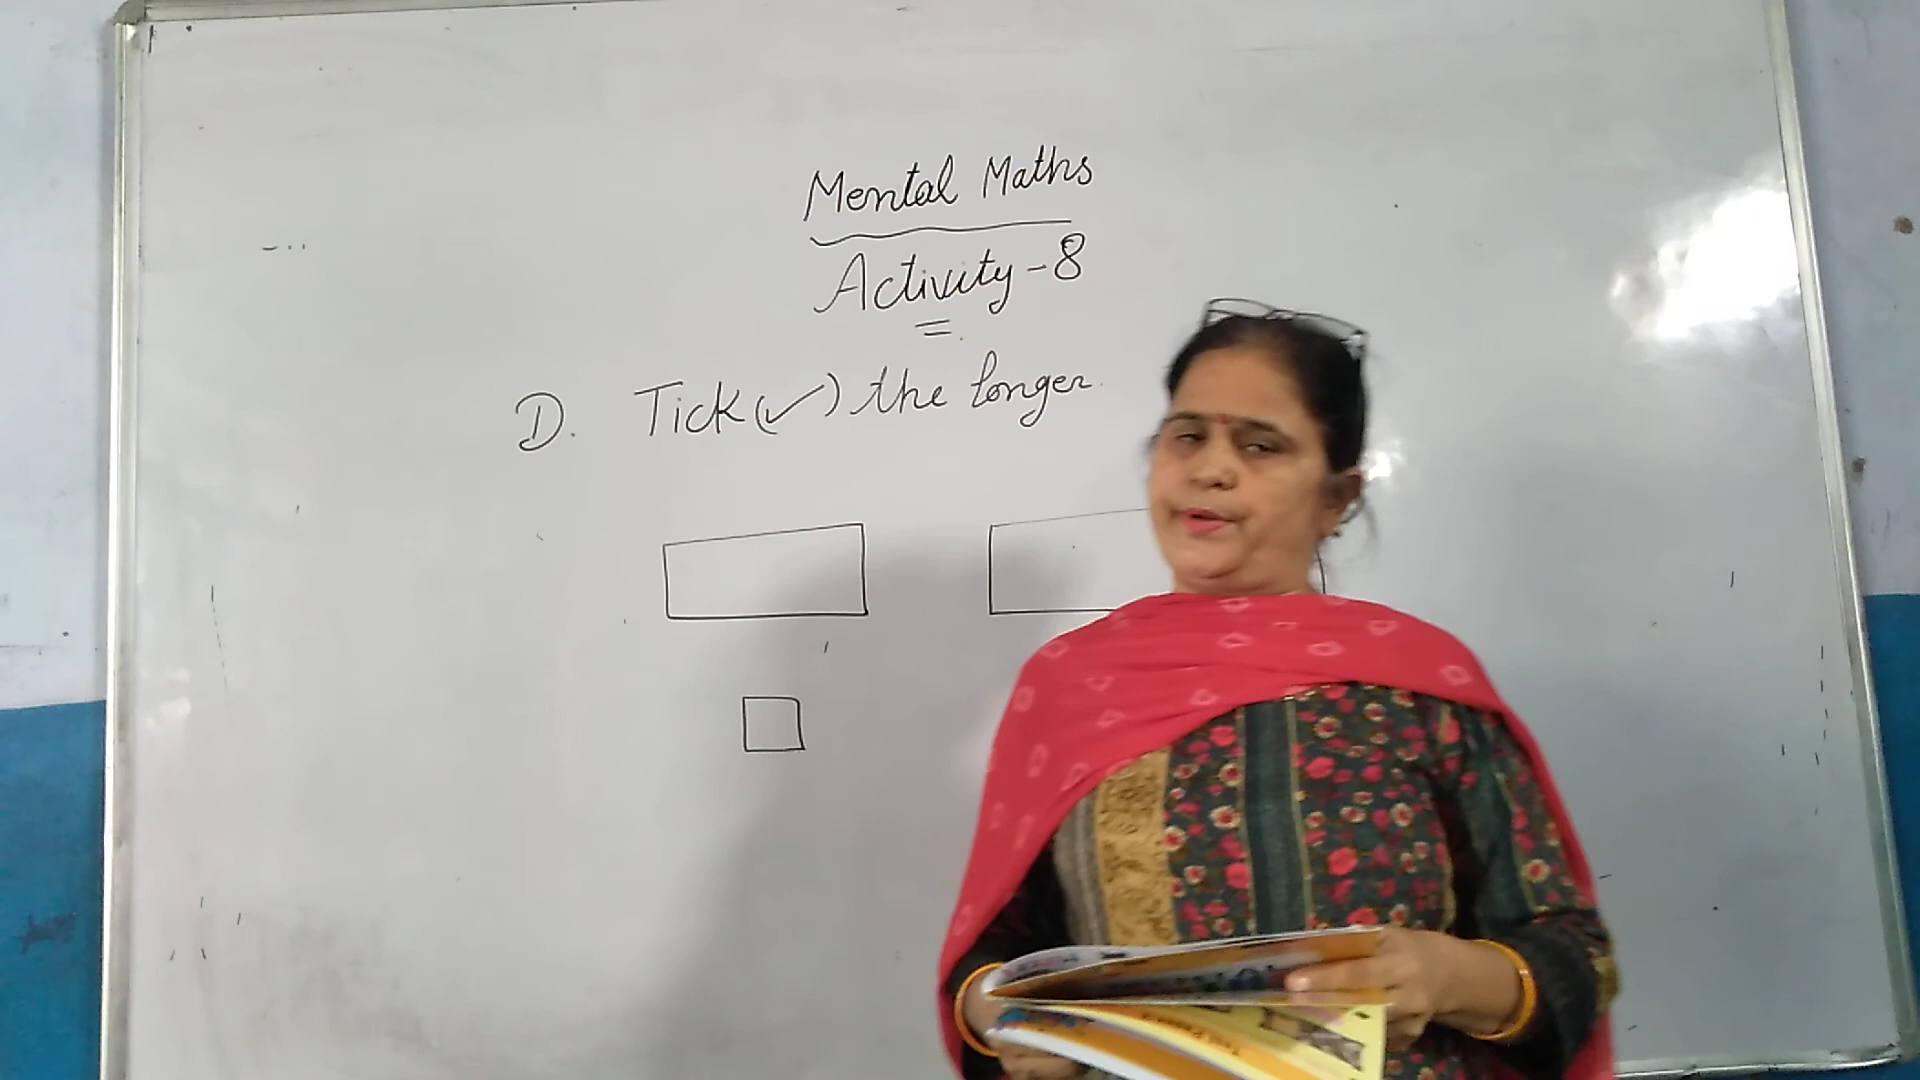 Mental Maths
Activity-8
D. Tick (✓) the longer.